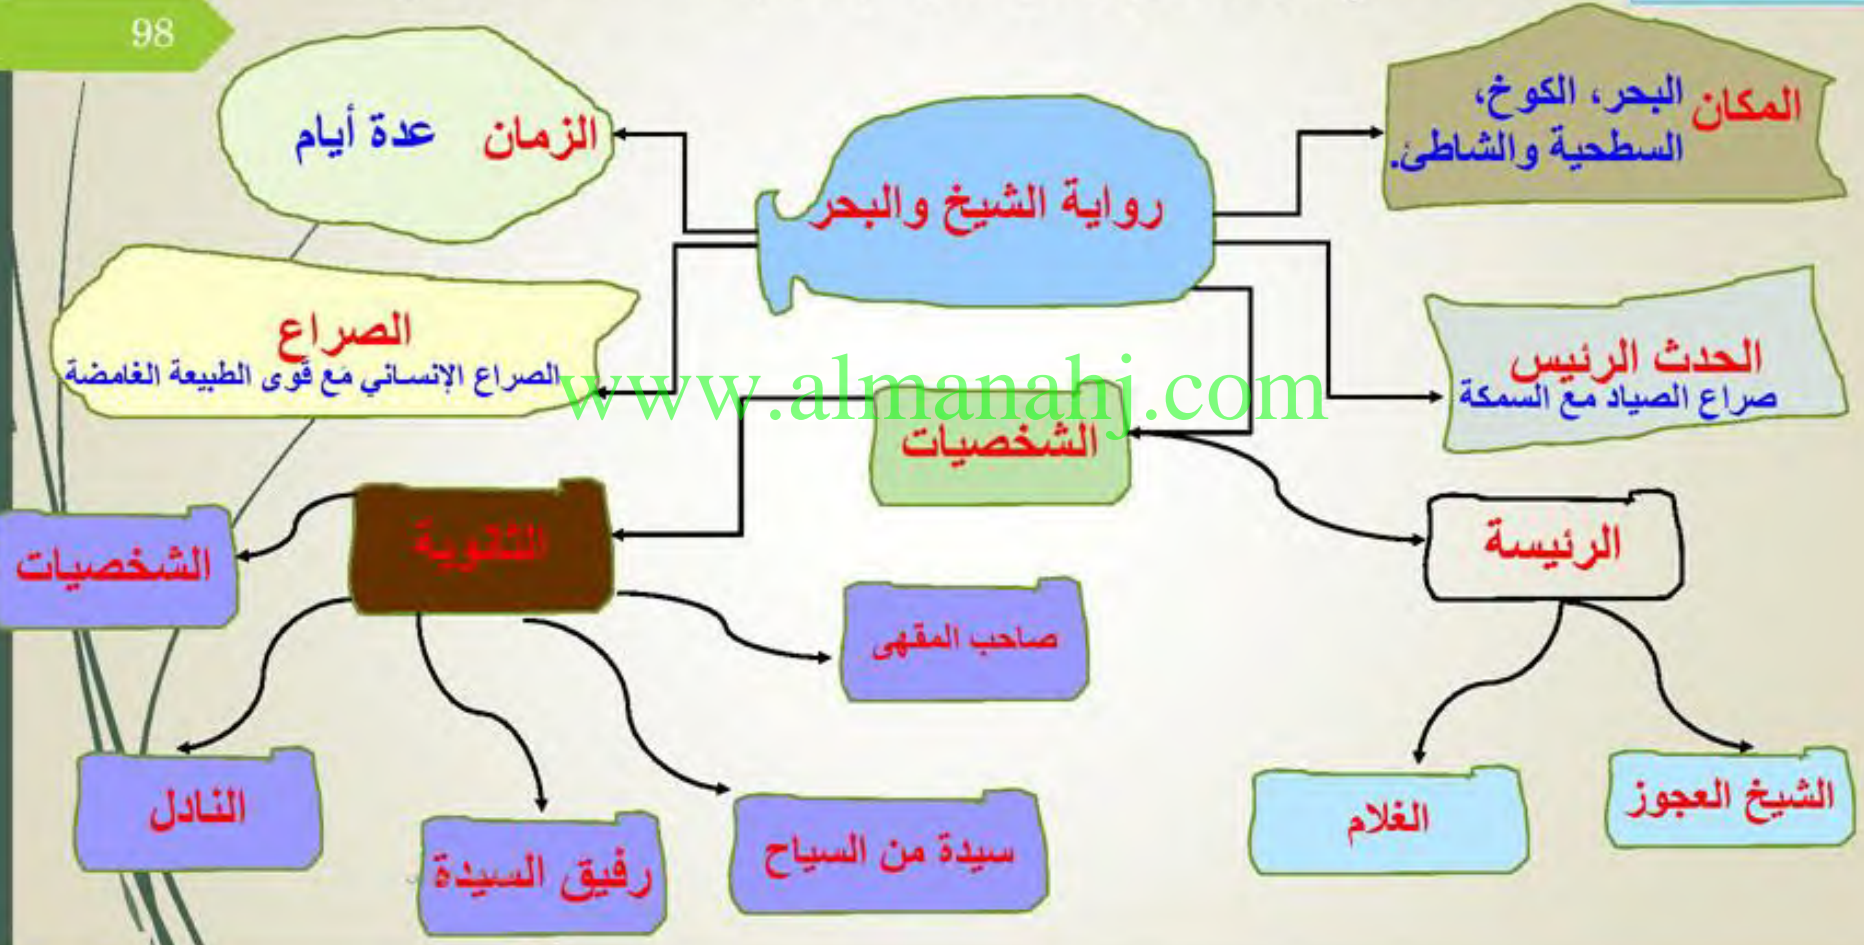 98
المكان
البحر، الكوخ،
السطحية والشاطئ.
رواية الشيخ والبحر
الزمان عدة أيام
الحدث الرئيس
صراع الصياد مع السمكة
الصراع
الصراع الإنساني مع قوى الطبيعة الغامضة
www.almanahj.com
الشخصيات
الرئيسة
الثانوية
الشخصيات
صاحب المقهى
الشيخ العجوز
الغلام
سيدة من السياح
رفيق السيدة
النادل